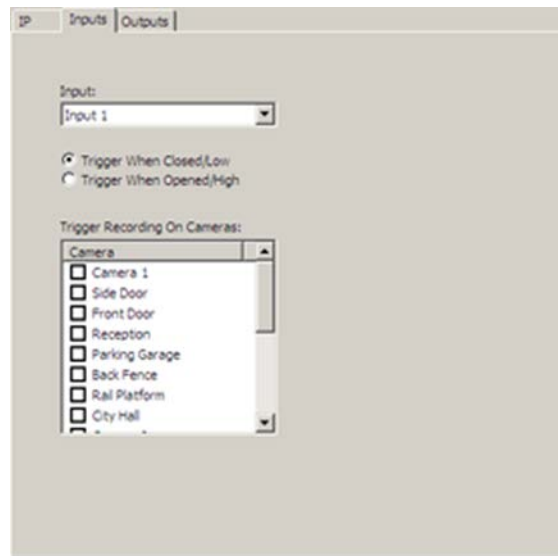 IP Inputs Outputs
Input:
Input 1
Trigger When Closed/Low
Trigger When Opened/High
Trigger Recording On Cameras:
Camera
Camera 1
Side Door
Front Door
Reception
Parking Garage
Back Fence
Rail Platform
City Hall